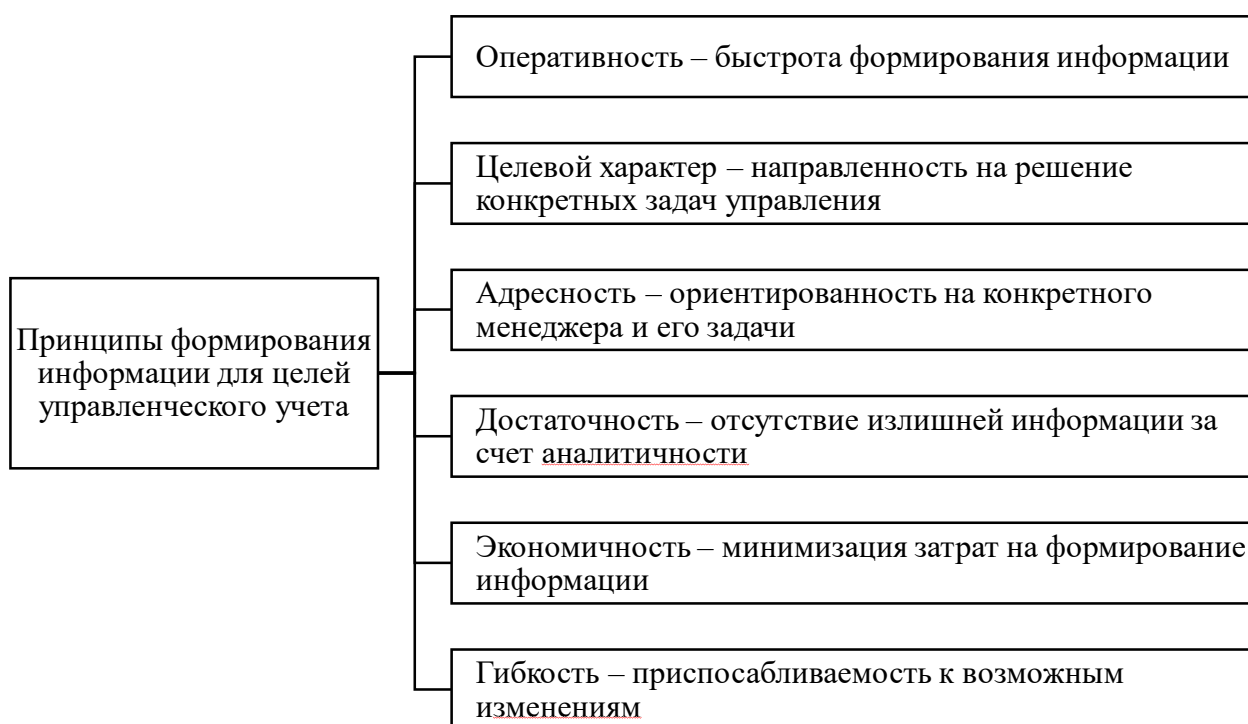 Оперативность – быстрота формирования информации
Целевой характер – направленность на решение
конкретных задач управления
Адресность – ориентированность на конкретного
менеджера и его задачи
Принципы формирования
информации для целей
управленческого учета
Достаточность – отсутствие излишней информации за
счет аналитичности
Экономичность – минимизация затрат на формирование
информации
Гибкость – приспосабливаемость к возможным
изменениям